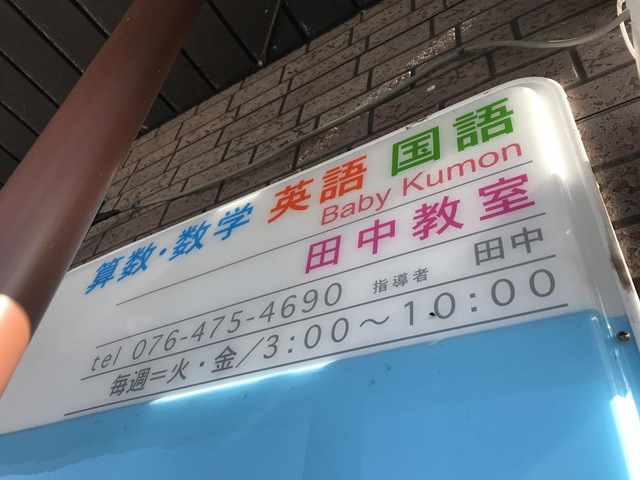 算数・数学 英語 国語
Baby Kumon
田中教室
tel 076-475-4690 指導者 田中
毎週=火・金/3:00～10:00